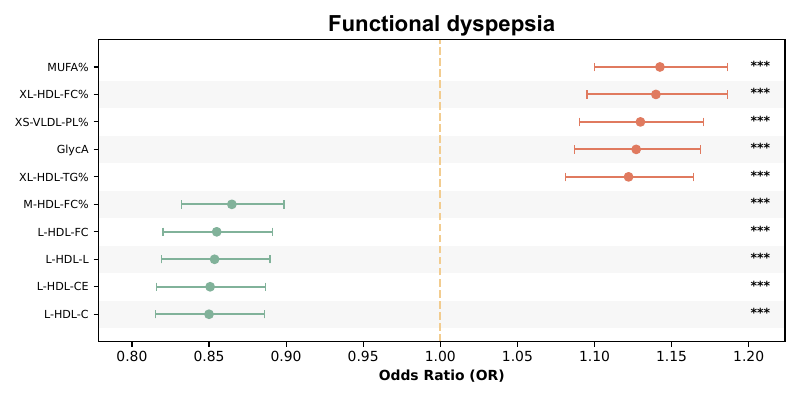 Functional dyspepsia
MUFA% ***
XL-HDL-FC% ***
XS-VLDL-PL% ***
GlycA ***
XL-HDL-TG% ***
M-HDL-FC% ***
L-HDL-FC ***
L-HDL-L ***
L-HDL-CE ***
L-HDL-C ***
0.80 0.85 0.90 0.95 1.00 1.05 1.10 1.15 1.20
Odds Ratio (OR)